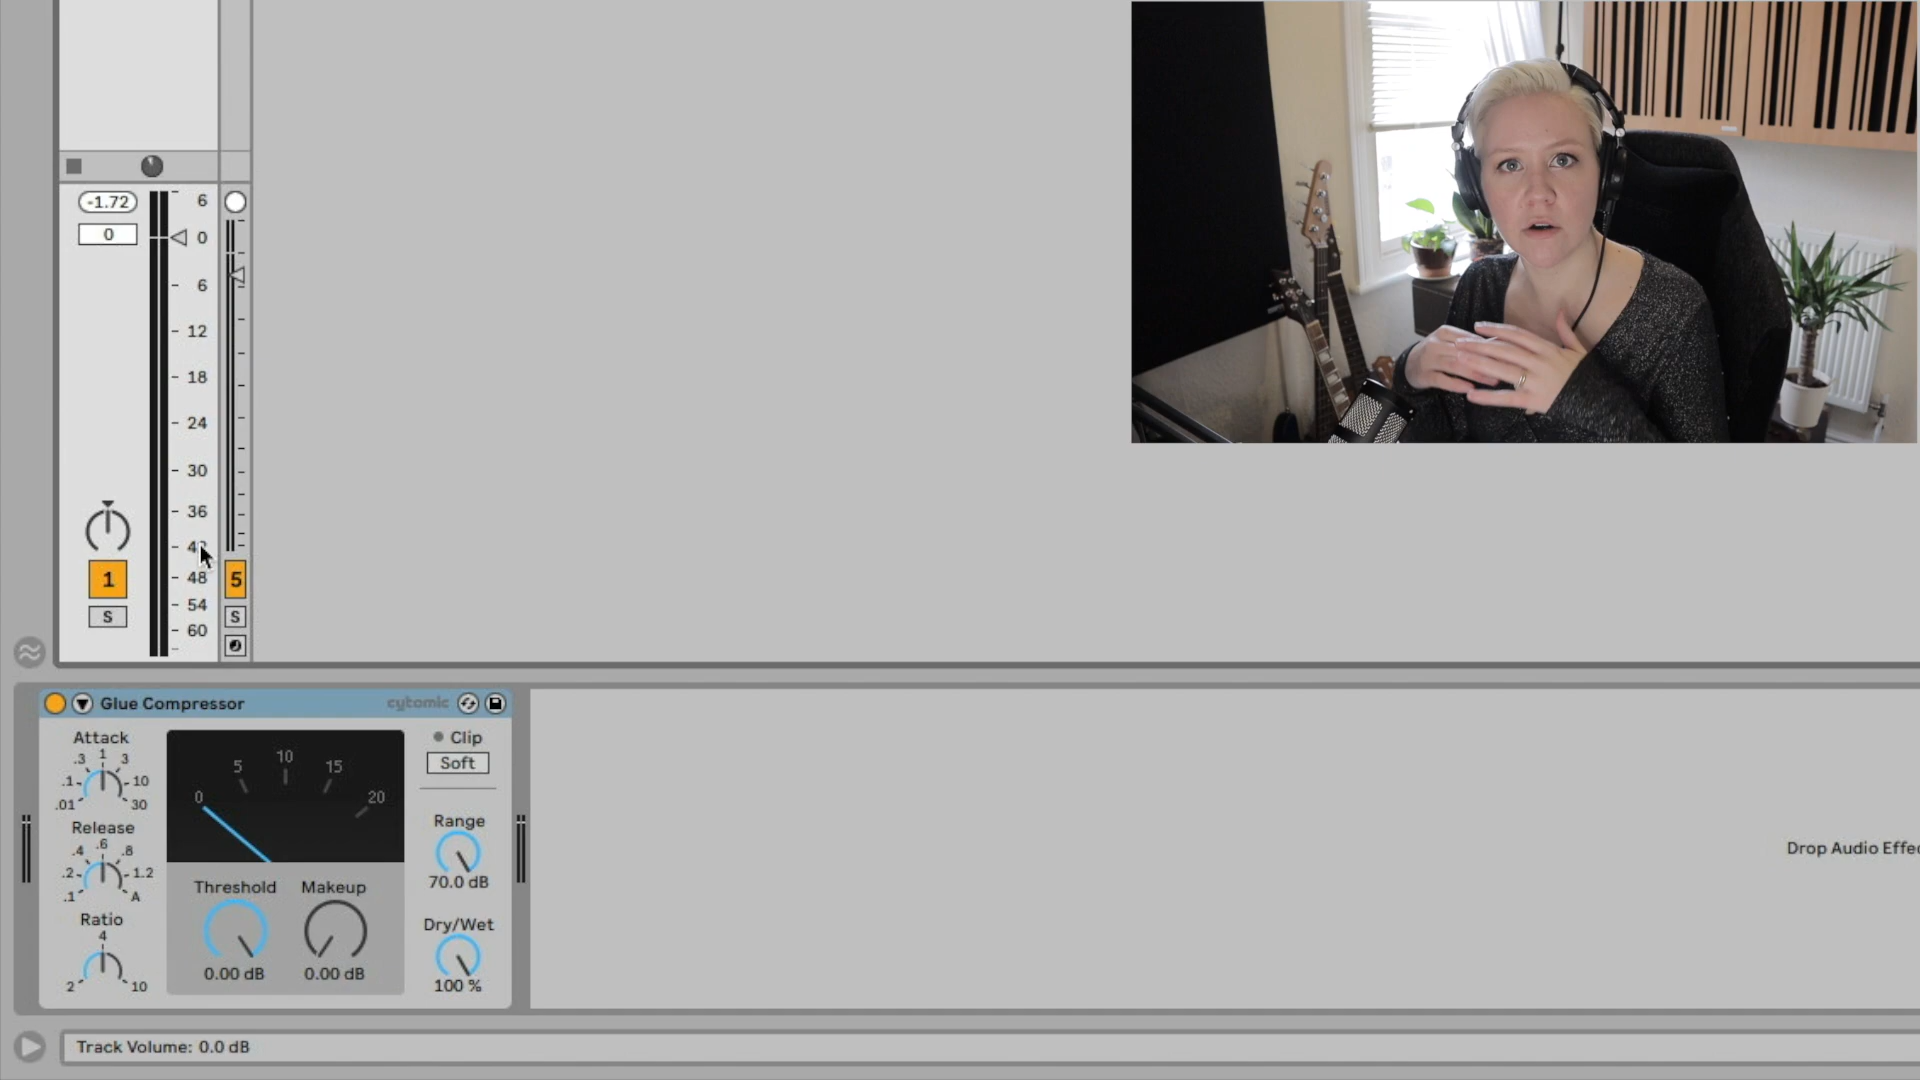 -1.72
0
6
0
6
12
18
24
30
36
48
54
60
1
S
5
S
Glue Compressor
cytomic
Attack
.01
.1
.3
1
3
10
30
Release
.1
.2
.4
.6
.8
1.2
A
Ratio
2
4
10
0
5
10
15
20
Threshold
0.00 dB
Makeup
0.00 dB
Clip
Soft
Range
70.0 dB
Dry/Wet
100 %
Drop Audio
Track Volume: 0.0 dB